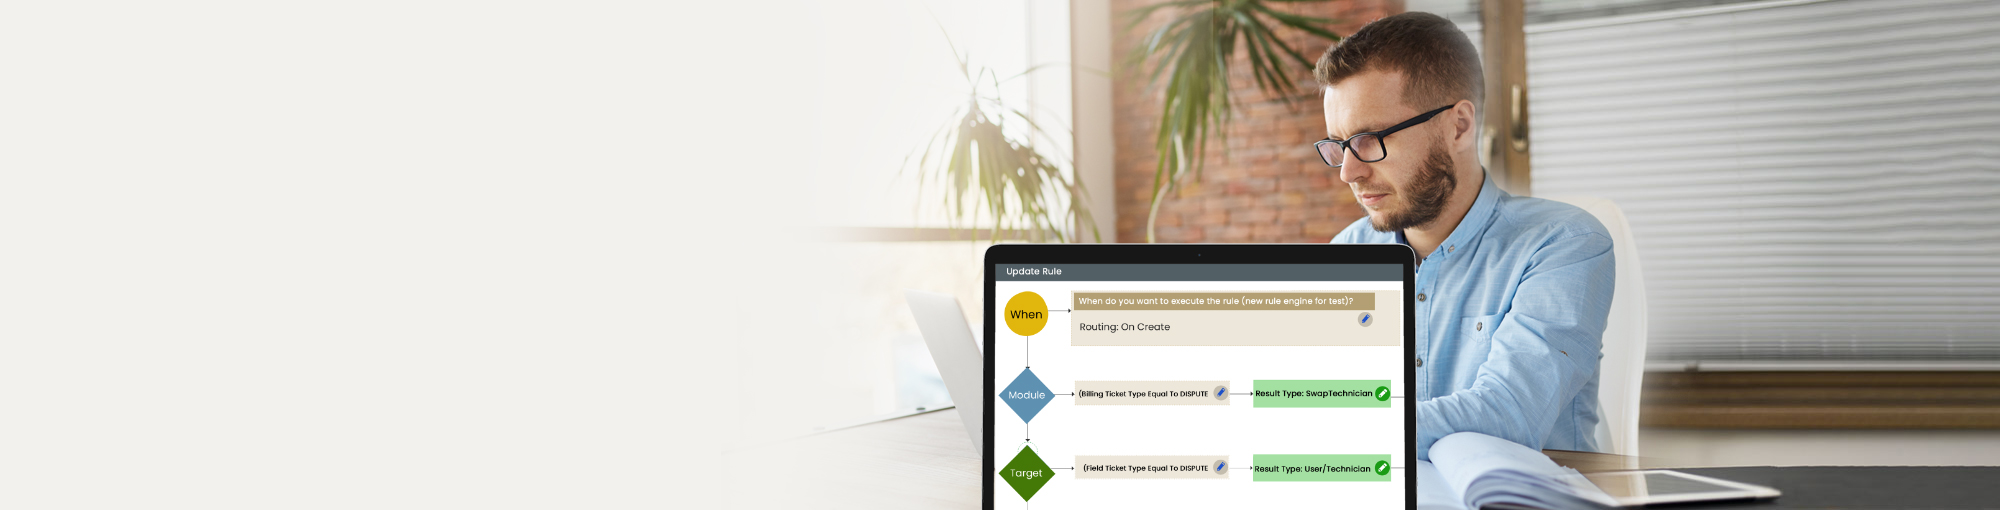 Update Rule
When
When do you want to execute the rule (new rule engine for test)?
Routing: On Create
Module
(Billing Ticket Type Equal To DISPUTE
Result Type: SwapTechnician
Target
(Field Ticket Type Equal To DISPUTE
Result Type: User/Technician